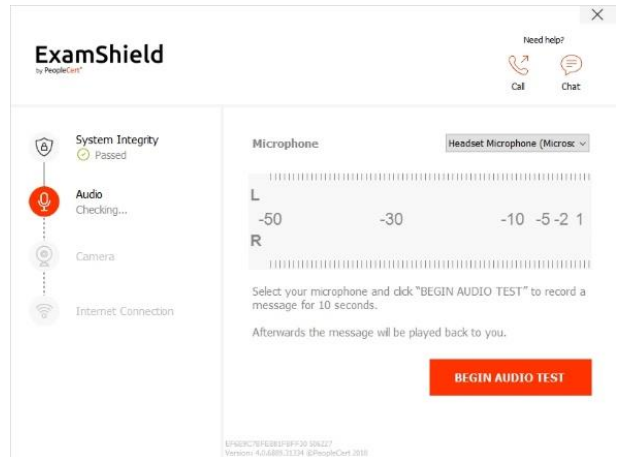 ExamShield
by PeopleCert
Need help?
Call
Chat
System Integrity
Passed
Audio
Checking...
Camera
Internet Connection
Microphone
Headset Microphone (Microsc
L
-50 -30 -10 -5 -2 1
R
Select your microphone and click "BEGIN AUDIO TEST" to record a
message for 10 seconds.
Afterwards the message will be played back to you.
BEGIN AUDIO TEST
©PeopleCert 2018